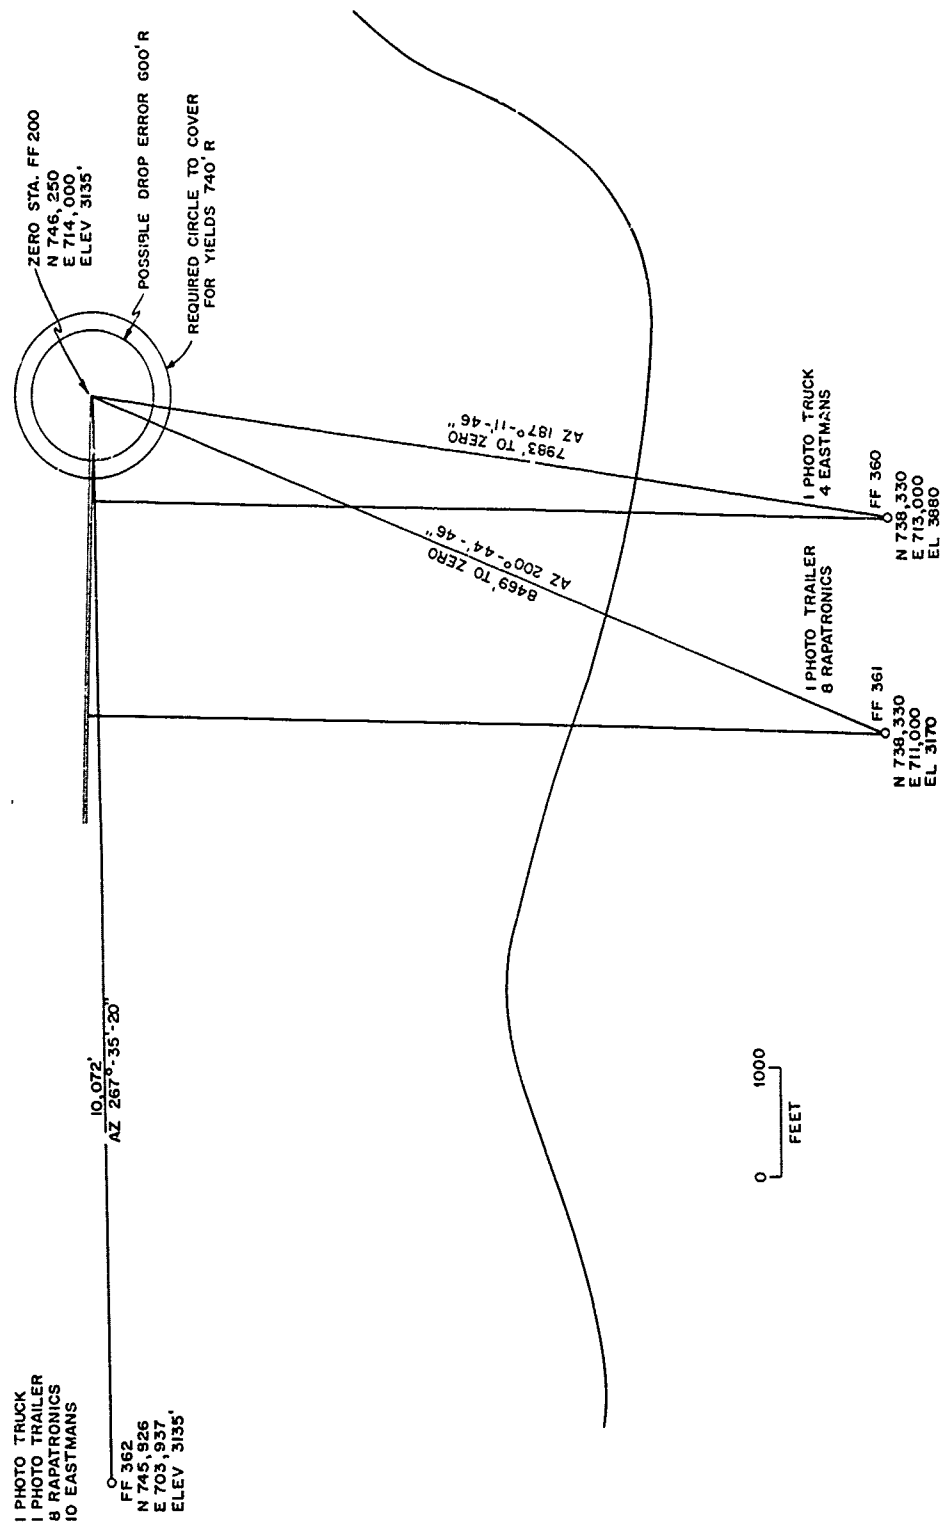 1 PHOTO TRUCK
1 PHOTO TRAILER
8 RAPATRONICS
10 EASTMANS
FF 362
N 745,926
E 703,937
ELEV 3135'
10,072'
AZ 267°-35'-20"
ZERO STA. FF 200
N 746,250
E 714,000
ELEV 3135'
POSSIBLE DROP ERROR 600'R
REQUIRED CIRCLE TO COVER
FOR YIELDS 740' R
7983' TO ZERO
AZ 187°-11'-46"
8469' TO ZERO
AZ 200°-44'-46"
1 PHOTO TRUCK
4 EASTMANS
FF 360
N 738,330
E 713,000
EL 3880
1 PHOTO TRAILER
8 RAPATRONICS
FF 361
N 738,330
E 711,000
EL 3170
0 1000
FEET